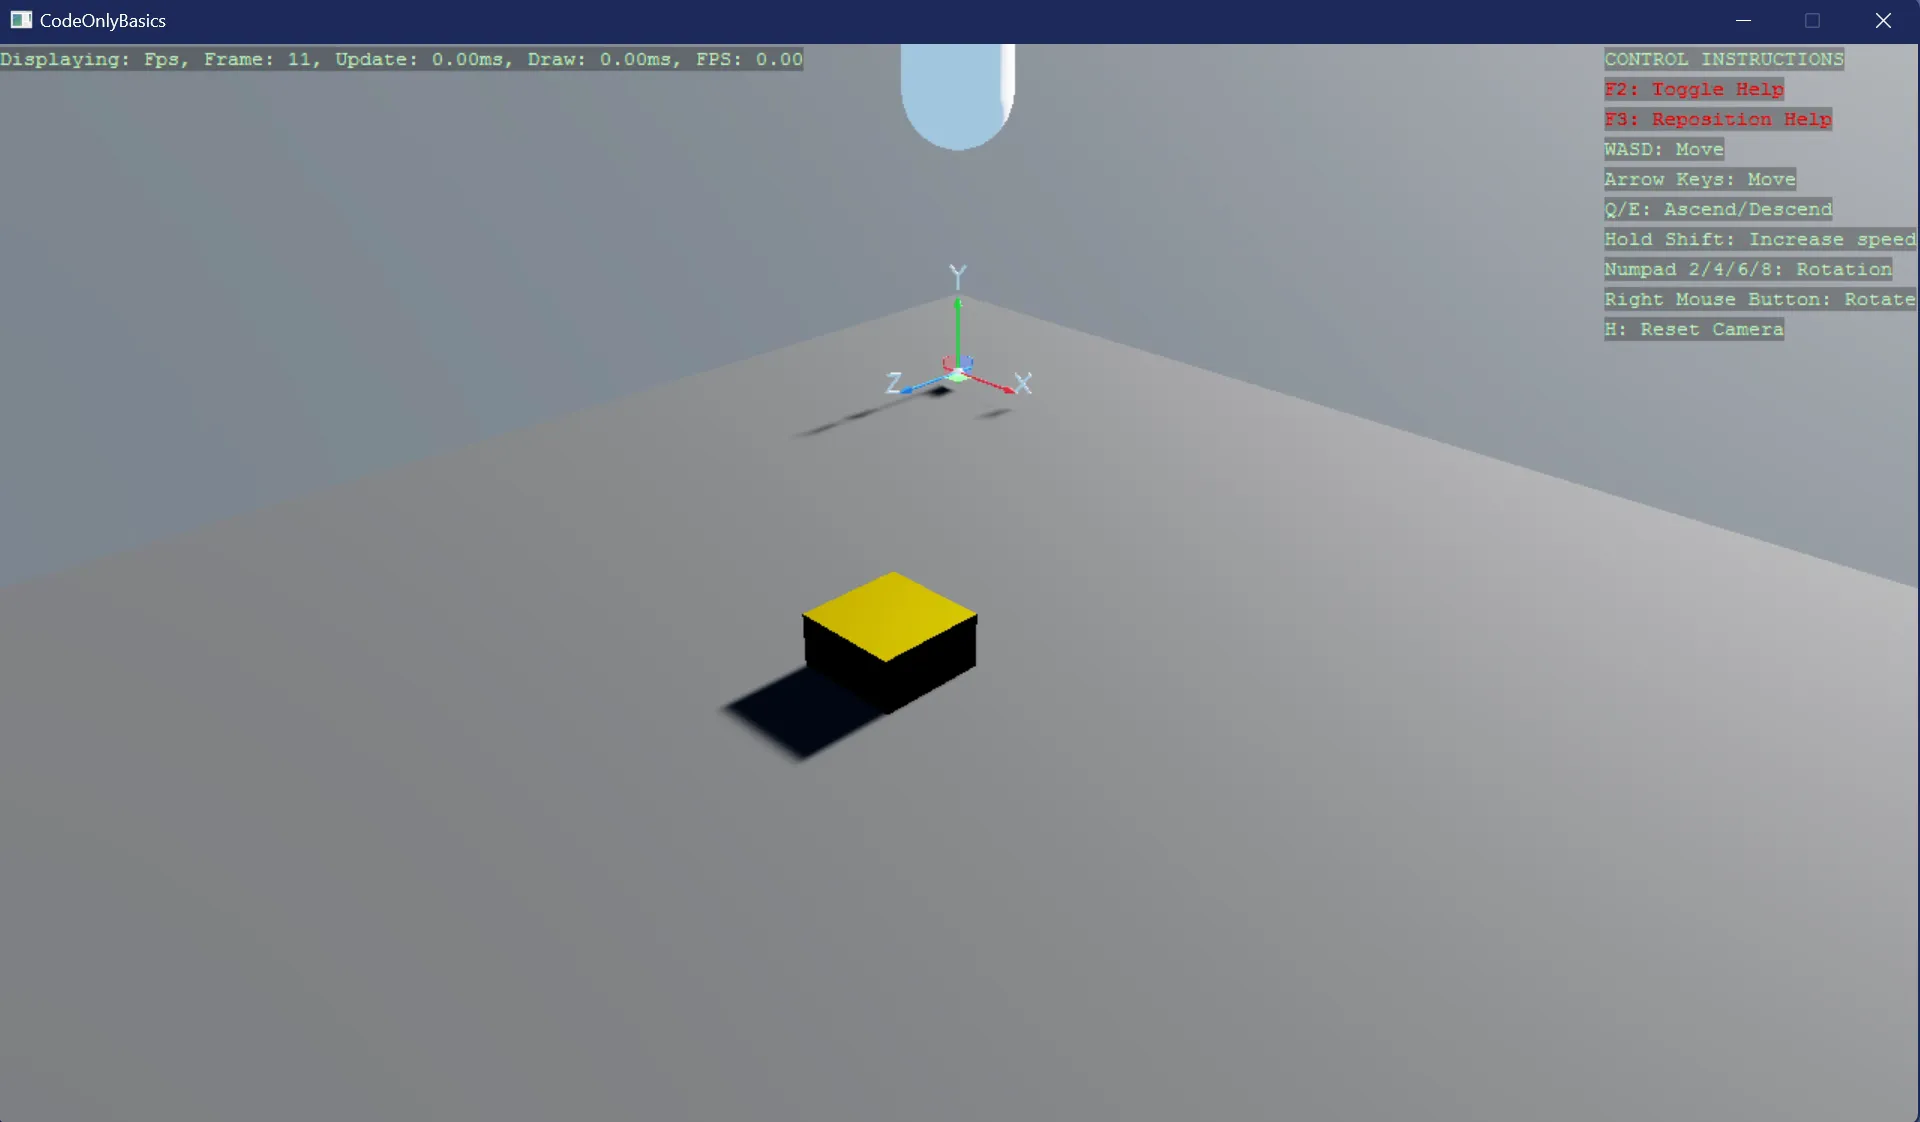 CodeOnlyBasics
Displaying: Fps, Frame: 11, Update: 0.00ms, Draw: 0.00ms, FPS: 0.00
CONTROL INSTRUCTIONS
F2: Toggle Help
F3: Reposition Help
WASD: Move
Arrow Keys: Move
Q/E: Ascend/Descend
Hold Shift: Increase speed
Numpad 2/4/6/8: Rotation
Right Mouse Button: Rotate
H: Reset Camera
Y
Z
X